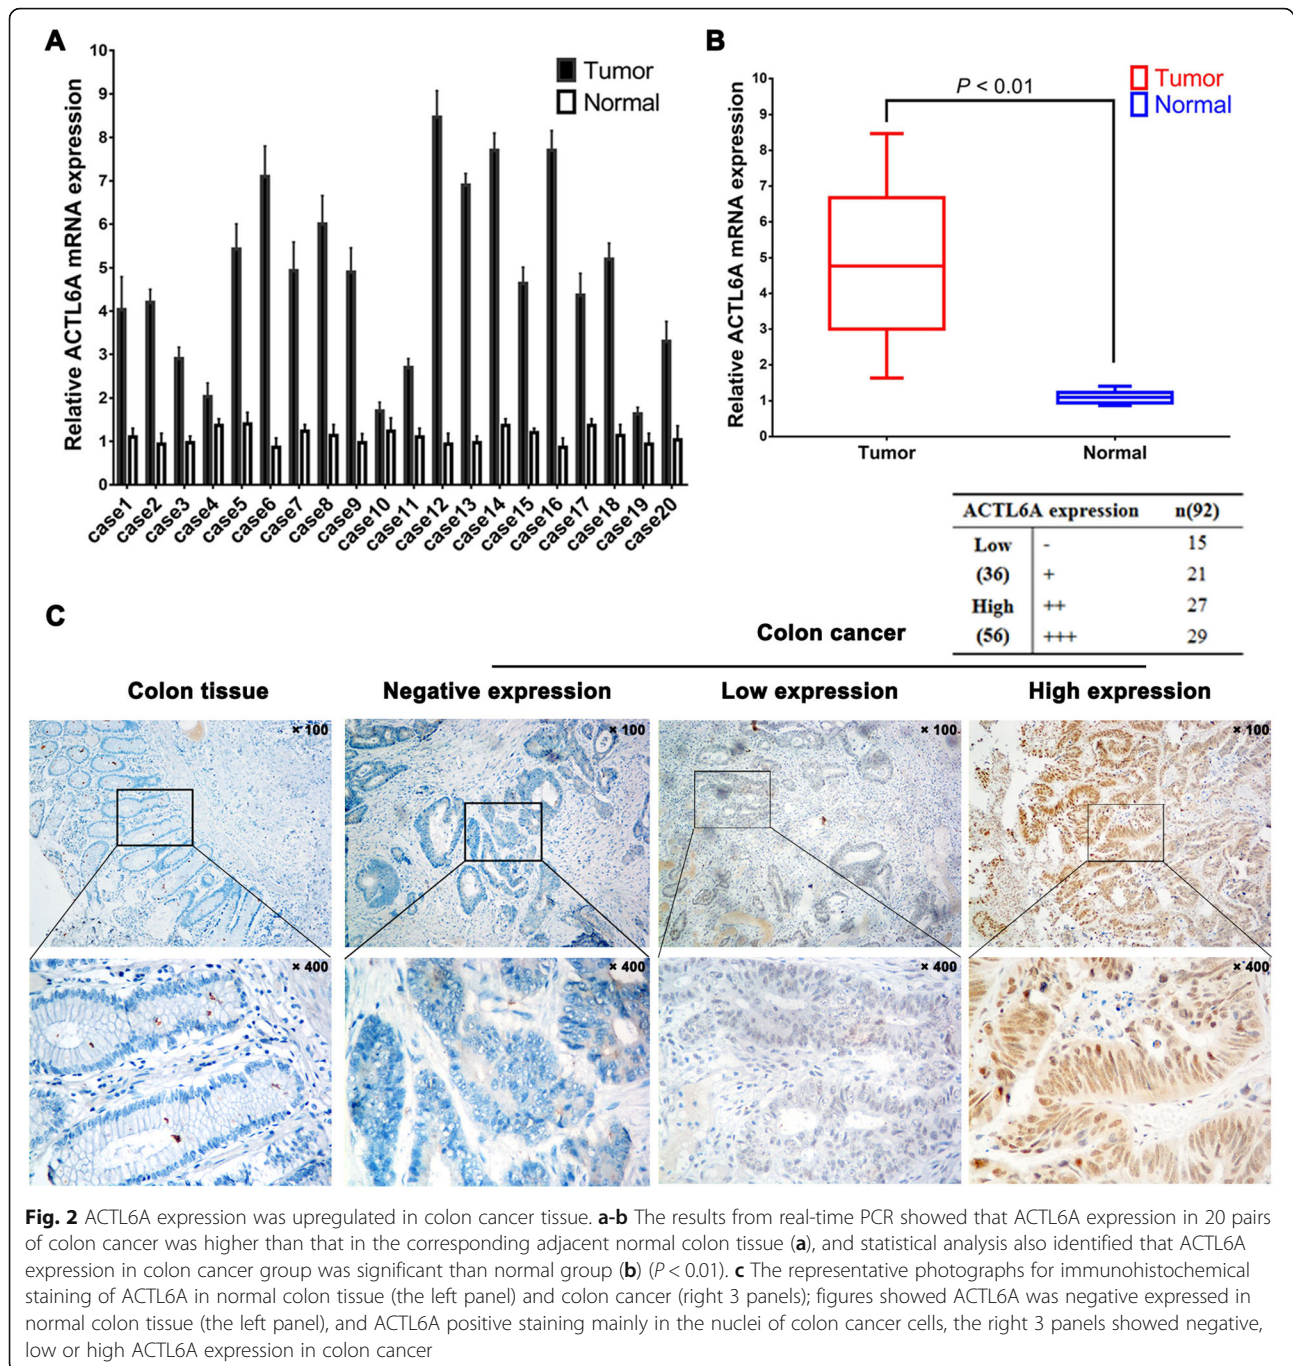 A
Relative ACTL6A mRNA expression
10
9
8
7
6
5
4
3
2
1
0
Tumor
Normal
case1
case2
case3
case4
case5
case6
case7
case8
case9
case10
case11
case12
case13
case14
case15
case16
case17
case18
case19
case20
B
Relative ACTL6A mRNA expression
10
9
8
7
6
5
4
3
2
1
0
P < 0.01
Tumor
Normal
Tumor
Normal
ACTL6A expression n(92)
Low - 15
(36) + 21
High ++ 27
(56) +++ 29
C
Colon cancer
Colon tissue
Negative expression
Low expression
High expression
× 100
× 100
× 100
× 100
× 400
× 400
× 400
× 400
Fig. 2 ACTL6A expression was upregulated in colon cancer tissue. a-b The results from real-time PCR showed that ACTL6A expression in 20 pairs
of colon cancer was higher than that in the corresponding adjacent normal colon tissue (a), and statistical analysis also identified that ACTL6A
expression in colon cancer group was significant than normal group (b) (P < 0.01). c The representative photographs for immunohistochemical
staining of ACTL6A in normal colon tissue (the left panel) and colon cancer (right 3 panels); figures showed ACTL6A was negative expressed in
normal colon tissue (the left panel), and ACTL6A positive staining mainly in the nuclei of colon cancer cells, the right 3 panels showed negative,
low or high ACTL6A expression in colon cancer